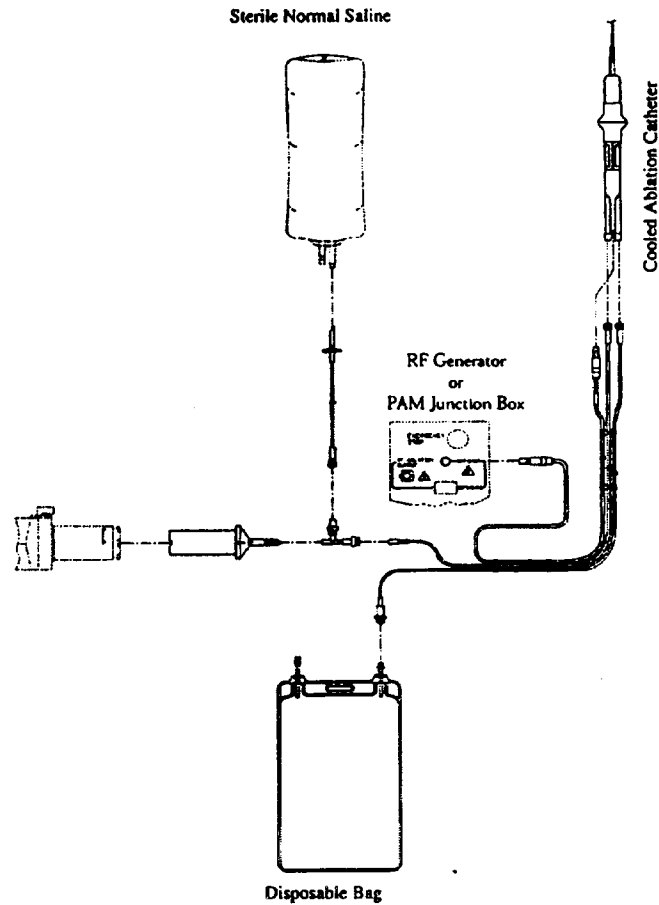 Sterile Normal Saline
Cooled Ablation Catheter
RF Generator
or
PAM Junction Box
Disposable Bag